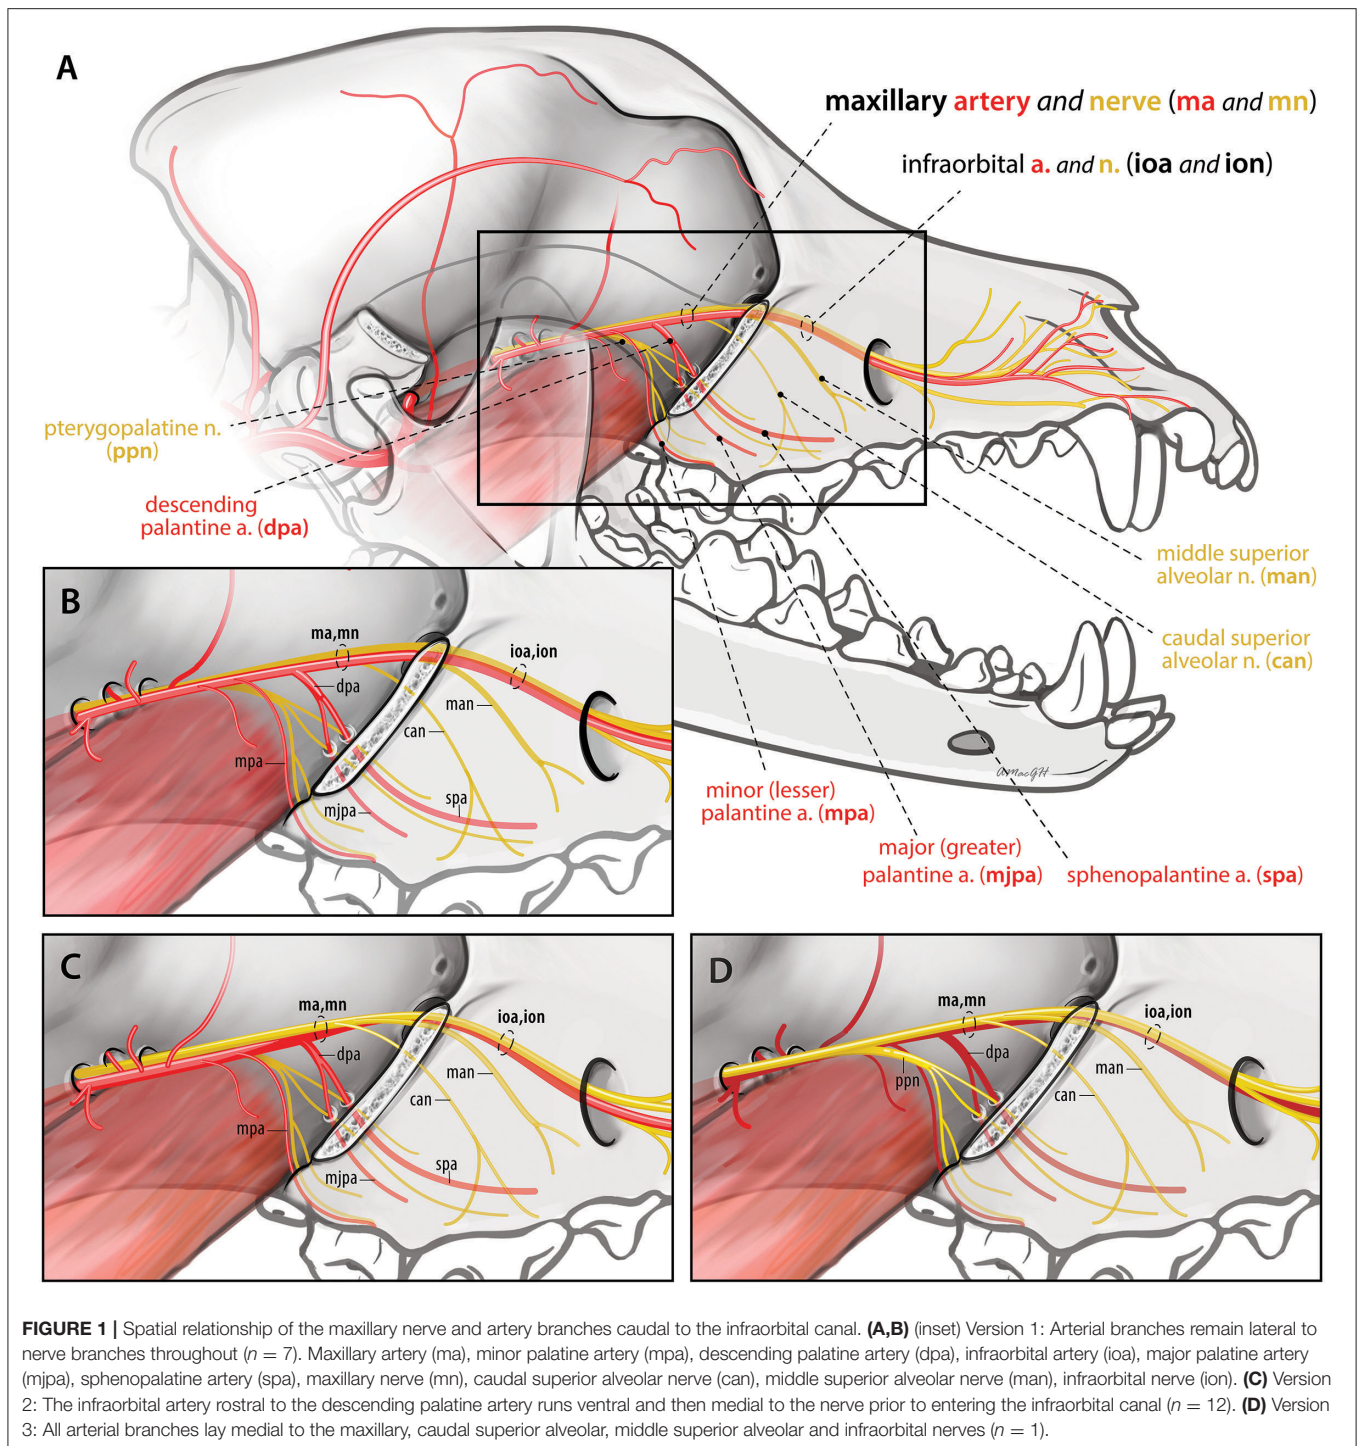 A
maxillary artery and nerve (ma and mn)
infraorbital a. and n. (ioa and ion)
pterygopalatine n.
(ppn)
descending
palantine a. (dpa)
middle superior
alveolar n. (man)
caudal superior
alveolar n. (can)
minor (lesser)
palantine a. (mpa)
major (greater)
palantine a. (mjpa)
sphenopalantine a. (spa)
AMacGH
B
ma,mn
ioa,ion
dpa
man
can
mpa
spa
mjpa
C
ma,mn
ioa,ion
dpa
man
can
mpa
spa
mjpa
D
ma,mn
ioa,ion
dpa
man
ppn
can
FIGURE 1 | Spatial relationship of the maxillary nerve and artery branches caudal to the infraorbital canal. (A,B) (inset) Version 1: Arterial branches remain lateral to
nerve branches throughout (n = 7). Maxillary artery (ma), minor palatine artery (mpa), descending palatine artery (dpa), infraorbital artery (ioa), major palatine artery
(mjpa), sphenopalatine artery (spa), maxillary nerve (mn), caudal superior alveolar nerve (can), middle superior alveolar nerve (man), infraorbital nerve (ion). (C) Version
2: The infraorbital artery rostral to the descending palatine artery runs ventral and then medial to the nerve prior to entering the infraorbital canal (n = 12). (D) Version
3: All arterial branches lay medial to the maxillary, caudal superior alveolar, middle superior alveolar and infraorbital nerves (n = 1).